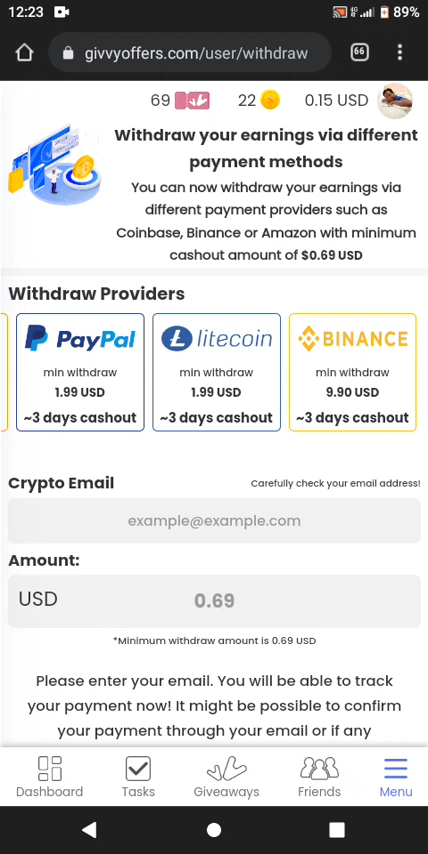 12:23
4G
89%
givvyoffers.com/user/withdraw
66
69
22
0.15 USD
Withdraw your earnings via different
payment methods
You can now withdraw your earnings via
different payment providers such as
Coinbase, Binance or Amazon with minimum
cashout amount of $0.69 USD
Withdraw Providers
PayPal
min withdraw
1.99 USD
~3 days cashout
litecoin
min withdraw
1.99 USD
~3 days cashout
BINANCE
min withdraw
9.90 USD
~3 days cashout
Crypto Email
Carefully check your email address!
example@example.com
Amount:
USD
0.69
*Minimum withdraw amount is 0.69 USD
Please enter your email. You will be able to track
your payment now! It might be possible to confirm
your payment through your email or if any
Dashboard
Tasks
Giveaways
Friends
Menu